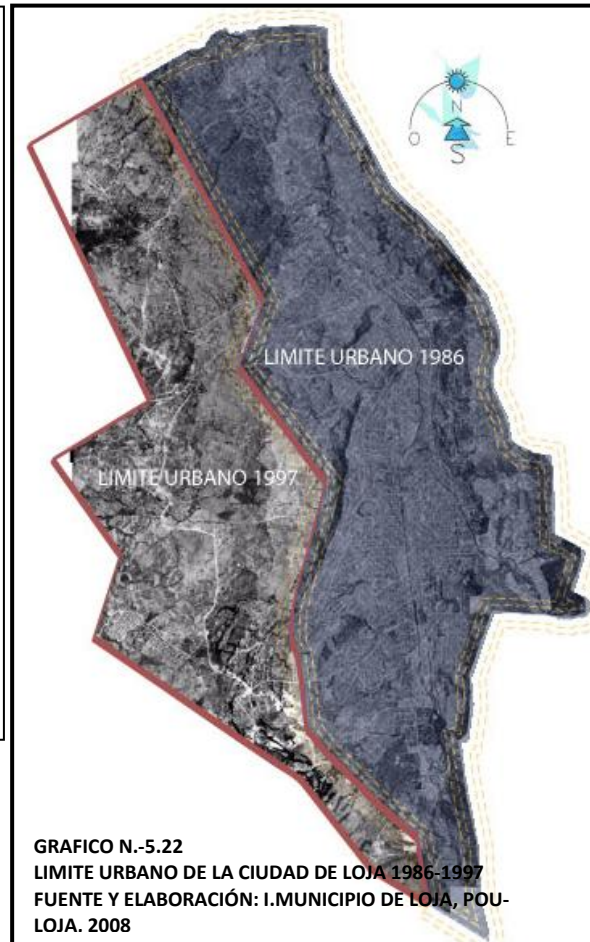 N
O E
S
LIMITE URBANO 1986
LIMITE URBANO 1997
GRAFICO N.-5.22
LIMITE URBANO DE LA CIUDAD DE LOJA 1986-1997
FUENTE Y ELABORACIÓN: I.MUNICIPIO DE LOJA, POU-
LOJA. 2008